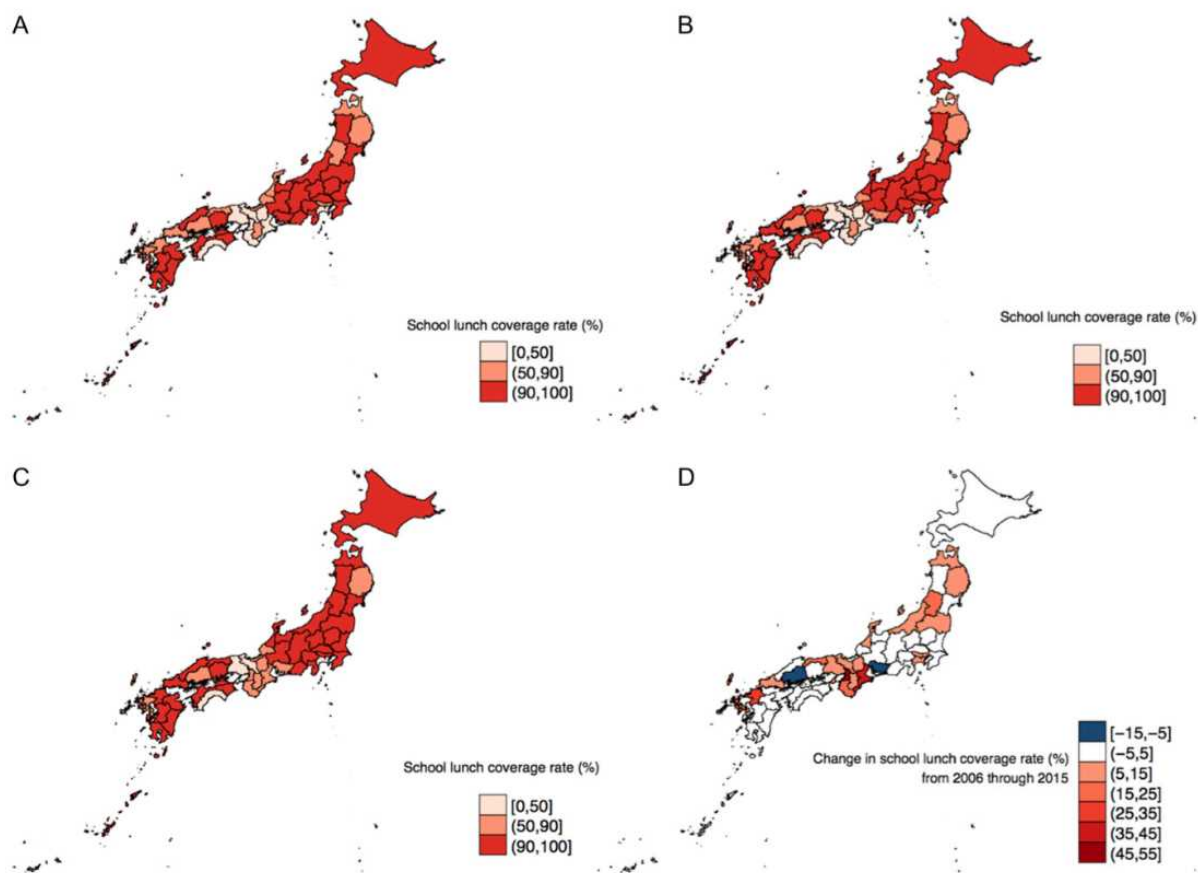 A
School lunch coverage rate (%)
[0,50]
(50,90]
(90,100]
B
School lunch coverage rate (%)
[0,50]
(50,90]
(90,100]
C
School lunch coverage rate (%)
[0,50]
(50,90]
(90,100]
D
Change in school lunch coverage rate (%)
from 2006 through 2015
[−15,−5]
(−5,5]
(5,15]
(15,25]
(25,35]
(35,45]
(45,55]